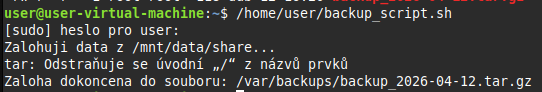 user@user-virtual-machine:~$ /home/user/backup_script.sh
[sudo] heslo pro user:
Zalohuji data z /mnt/data/share...
tar: Odstraňuje se úvodní „/“ z názvů prvků
Zaloha dokoncena do souboru: /var/backups/backup_2026-04-12.tar.gz